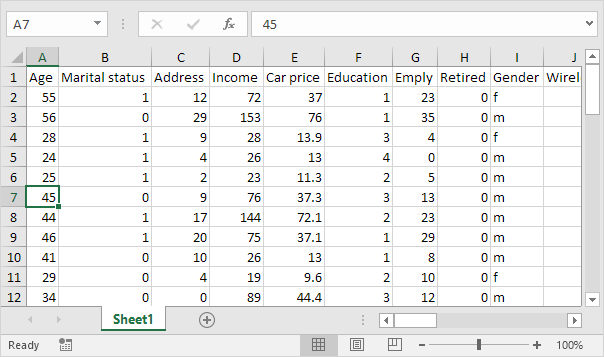 A7 45
A B C D E F G H I J
1 Age Marital status Address Income Car price Education Emply Retired Gender Wirel
2 55 1 12 72 37 1 23 0 f
3 56 0 29 153 76 1 35 0 m
4 28 1 9 28 13.9 3 4 0 f
5 24 1 4 26 13 4 0 0 m
6 25 1 2 23 11.3 2 5 0 m
7 45 0 9 76 37.3 3 13 0 m
8 44 1 17 144 72.1 2 23 0 m
9 46 1 20 75 37.1 1 29 0 m
10 41 0 10 26 13 1 8 0 m
11 29 0 4 19 9.6 2 10 0 f
12 34 0 0 89 44.4 3 12 0 m
Sheet1
Ready 100%